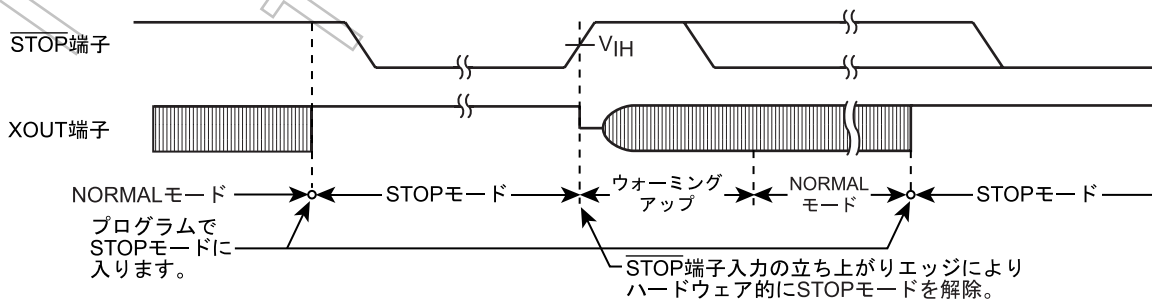 STOP端子
VIH
XOUT端子
NORMALモード
STOPモード
ウォーミング
アップ
NORMAL
モード
STOPモード
プログラムで
STOPモードに
入ります。
STOP端子入力の立ち上がりエッジにより
ハードウェア的にSTOPモードを解除。